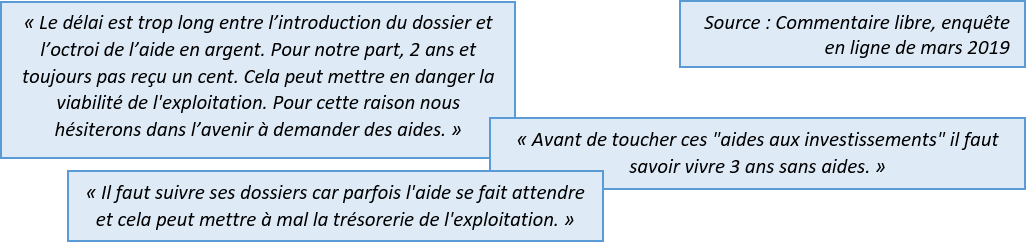 « Le délai est trop long entre l’introduction du dossier et
l’octroi de l’aide en argent. Pour notre part, 2 ans et
toujours pas reçu un cent. Cela peut mettre en danger la
viabilité de l'exploitation. Pour cette raison nous
hésiterons dans l’avenir à demander des aides. »
Source : Commentaire libre, enquête
en ligne de mars 2019
« Avant de toucher ces "aides aux investissements" il faut
savoir vivre 3 ans sans aides. »
« Il faut suivre ses dossiers car parfois l'aide se fait attendre
et cela peut mettre à mal la trésorerie de l'exploitation. »